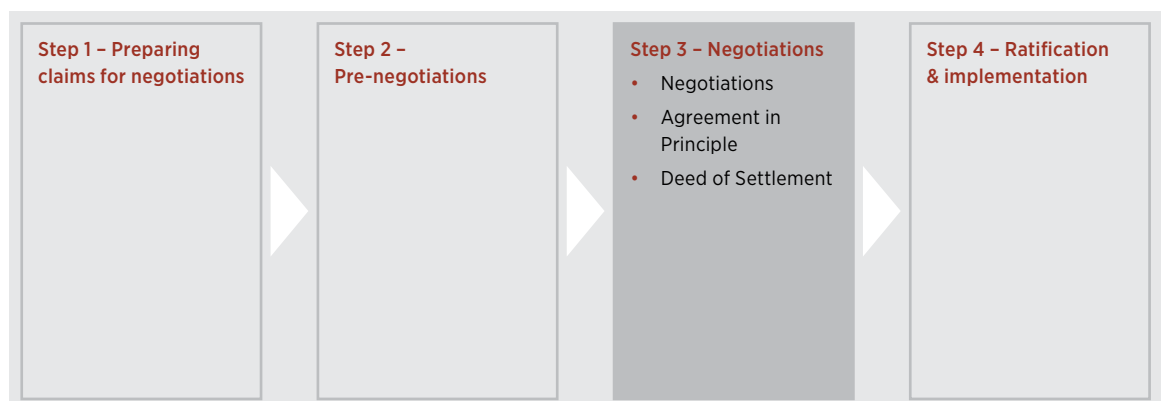 Step 1 – Preparing
claims for negotiations
Step 2 –
Pre-negotiations
Step 3 – Negotiations
• Negotiations
• Agreement in
Principle
• Deed of Settlement
Step 4 – Ratification
& implementation